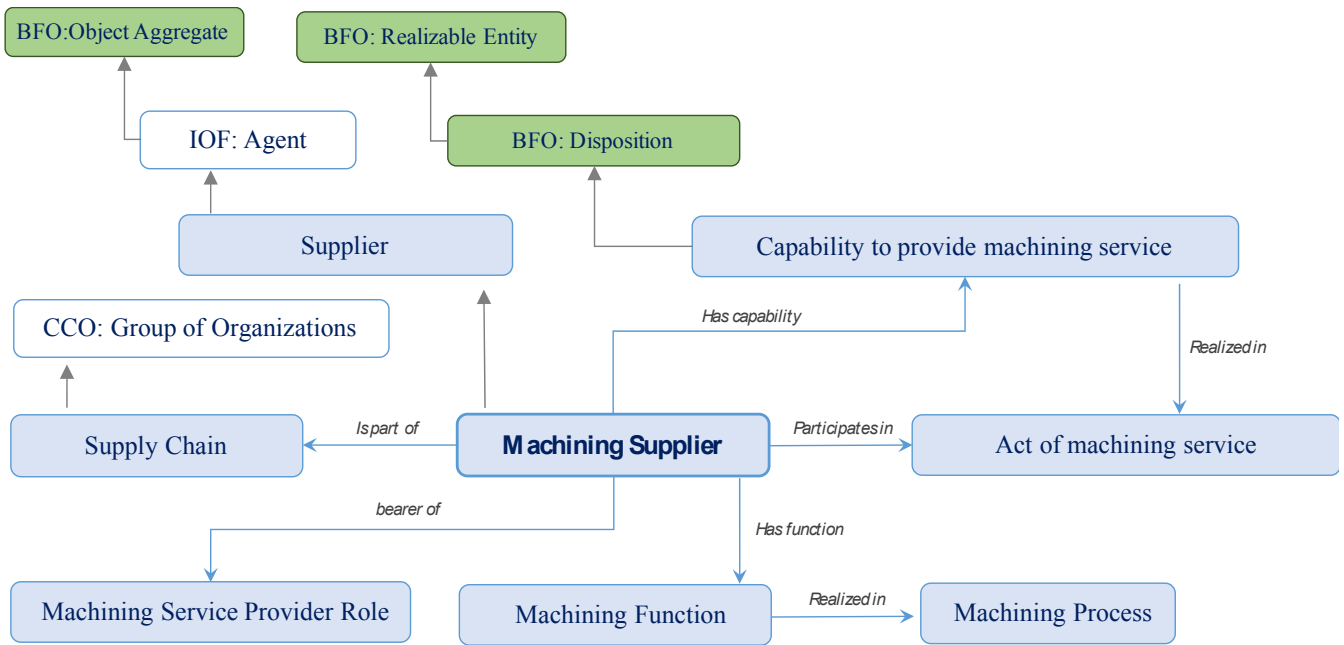 BFO:Object Aggregate
BFO: Realizable Entity
IOF: Agent
BFO: Disposition
Supplier
Capability to provide machining service
CCO: Group of Organizations
Has capability
Realized in
Supply Chain
Is part of
Machining Supplier
Participates in
Act of machining service
bearer of
Has function
Machining Service Provider Role
Machining Function
Realized in
Machining Process